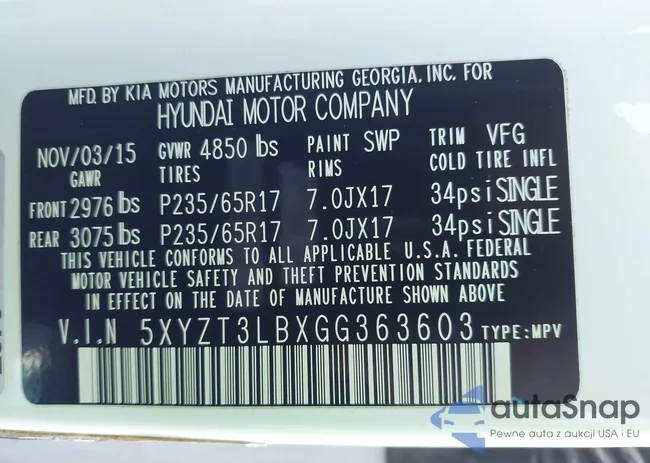 MFD. BY KIA MOTORS MANUFACTURING GEORGIA, INC. FOR
HYUNDAI MOTOR COMPANY
NOV/03/15 GVWR 4850 lbs PAINT SWP TRIM VFG
GAWR TIRES RIMS COLD TIRE INFL
FRONT 2976 lbs P235/65R17 7.0JX17 34psi SINGLE
REAR 3075 lbs P235/65R17 7.0JX17 34psi SINGLE
THIS VEHICLE CONFORMS TO ALL APPLICABLE U.S.A. FEDERAL
MOTOR VEHICLE SAFETY AND THEFT PREVENTION STANDARDS
IN EFFECT ON THE DATE OF MANUFACTURE SHOWN ABOVE
V.I.N 5XYZT3LBXGG363603 TYPE:MPV
autaSnap
Pewne auta z aukcji USA i EU